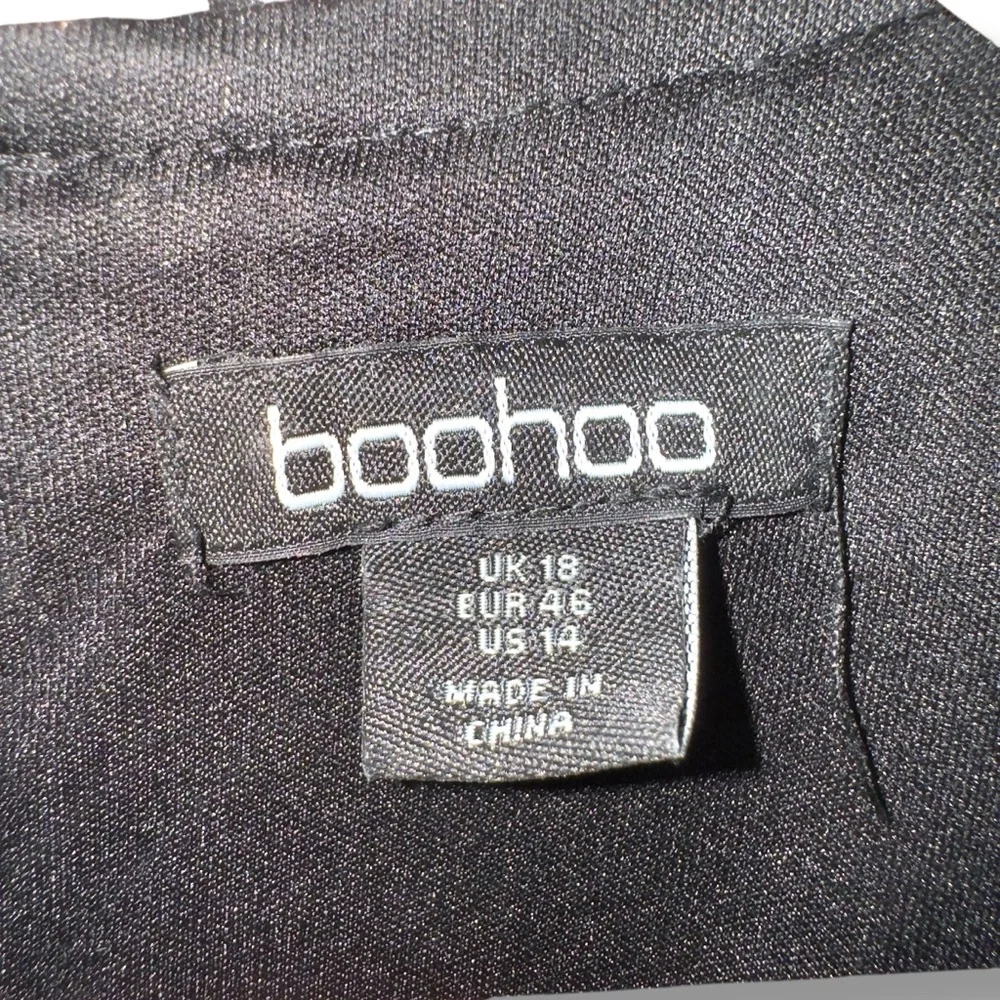 boohoo
UK 18
EUR 46
US 14
MADE IN
CHINA